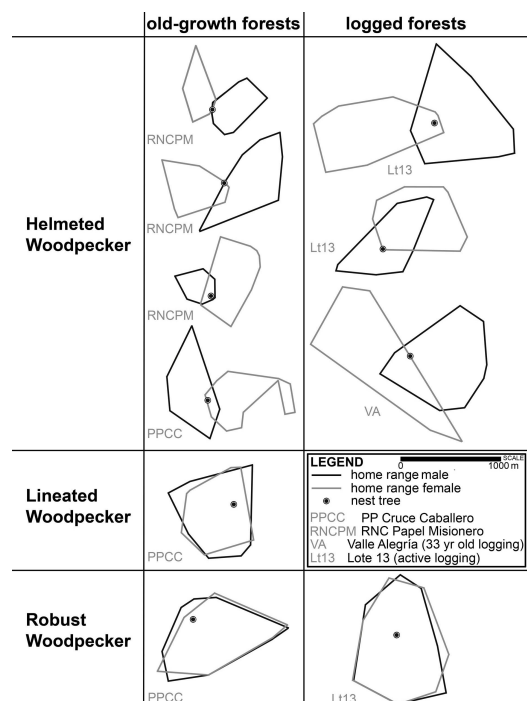 old-growth forests
logged forests
Helmeted
Woodpecker
RNCPM
RNCPM
RNCPM
PPCC
Lt13
Lt13
VA
Lineated
Woodpecker
PPCC
LEGEND
0 1000 m SCALE
home range male
home range female
nest tree
PPCC PP Cruce Caballero
RNCPM RNC Papel Misionero
VA Valle Alegría (33 yr old logging)
Lt13 Lote 13 (active logging)
Robust
Woodpecker
PPCC
Lt13